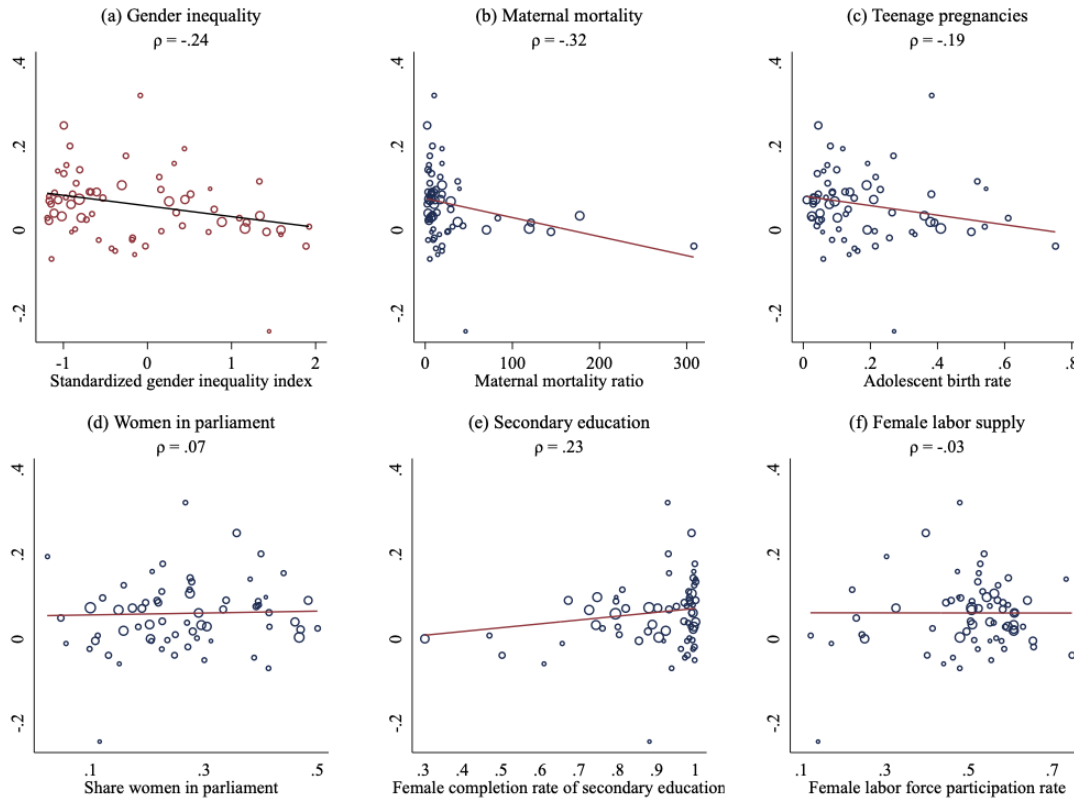 (a) Gender inequality
ρ = -.24
(b) Maternal mortality
ρ = -.32
(c) Teenage pregnancies
ρ = -.19
.4
.2
0
-.2
-1 0 1 2
Standardized gender inequality index
.4
.2
0
-.2
0 100 200 300
Maternal mortality ratio
.4
.2
0
-.2
0 .2 .4 .6 .8
Adolescent birth rate
(d) Women in parliament
ρ = .07
(e) Secondary education
ρ = .23
(f) Female labor supply
ρ = -.03
.4
.2
0
-.2
.1 .3 .5
Share women in parliament
.4
.2
0
-.2
.3 .4 .5 .6 .7 .8 .9 1
Female completion rate of secondary education
.4
.2
0
-.2
.1 .3 .5 .7
Female labor force participation rate